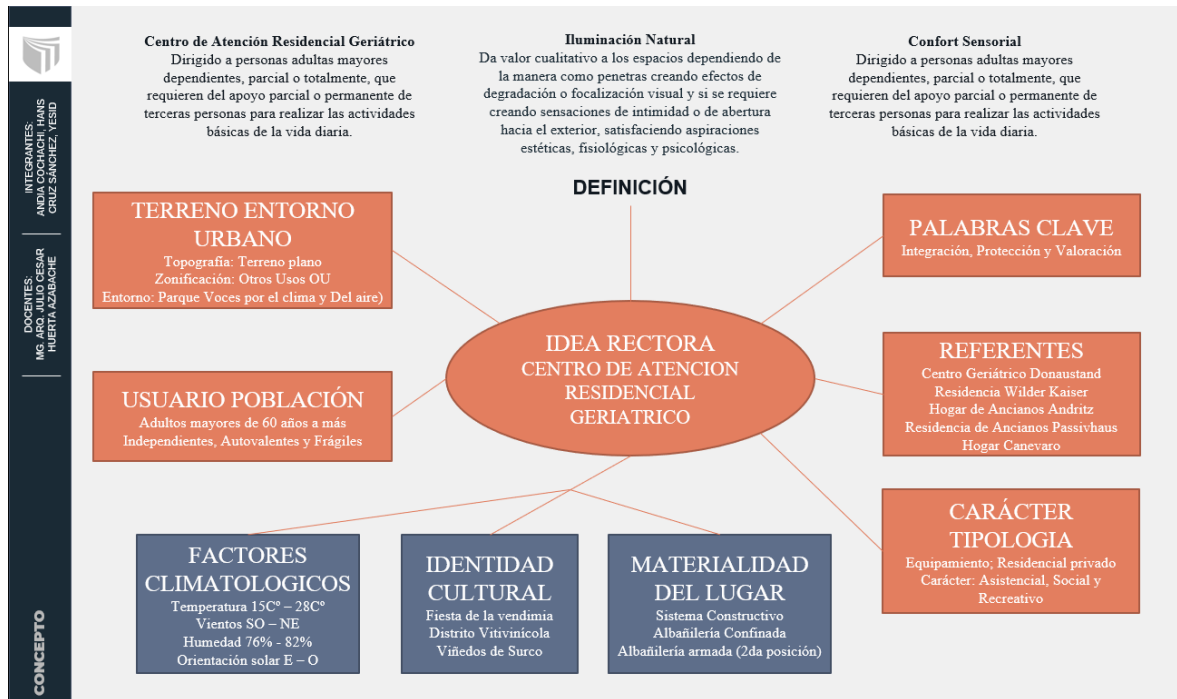 INTEGRANTES:
ANDIA COCHACHI, HANS
CRUZ SÁNCHEZ, YESID
DOCENTES:
MG. ARQ. JULIO CESAR
HUERTA AZABACHE
CONCEPTO
Centro de Atención Residencial Geriátrico
Dirigido a personas adultas mayores
dependientes, parcial o totalmente, que
requieren del apoyo parcial o permanente de
terceras personas para realizar las actividades
básicas de la vida diaria.
Iluminación Natural
Da valor cualitativo a los espacios dependiendo de
la manera como penetras creando efectos de
degradación o focalización visual y si se requiere
creando sensaciones de intimidad o de abertura
hacia el exterior, satisfaciendo aspiraciones
estéticas, fisiológicas y psicológicas.
Confort Sensorial
Dirigido a personas adultas mayores
dependientes, parcial o totalmente, que
requieren del apoyo parcial o permanente de
terceras personas para realizar las actividades
básicas de la vida diaria.
DEFINICIÓN
TERRENO ENTORNO
URBANO
Topografía: Terreno plano
Zonificación: Otros Usos OU
Entorno: Parque Voces por el clima y Del aire)
PALABRAS CLAVE
Integración, Protección y Valoración
IDEA RECTORA
CENTRO DE ATENCION
RESIDENCIAL
GERIATRICO
USUARIO POBLACIÓN
Adultos mayores de 60 años a más
Independientes, Autovalentes y Frágiles
REFERENTES
Centro Geriátrico Donaustand
Residencia Wilder Kaiser
Hogar de Ancianos Andritz
Residencia de Ancianos Passivhaus
Hogar Canevaro
CARÁCTER
TIPOLOGIA
Equipamiento; Residencial privado
Carácter: Asistencial, Social y
Recreativo
FACTORES
CLIMATOLOGICOS
Temperatura 15Cº – 28Cº
Vientos SO – NE
Humedad 76% - 82%
Orientación solar E – O
IDENTIDAD
CULTURAL
Fiesta de la vendimia
Distrito Vitivinícola
Viñedos de Surco
MATERIALIDAD
DEL LUGAR
Sistema Constructivo
Albañilería Confinada
Albañilería armada (2da posición)